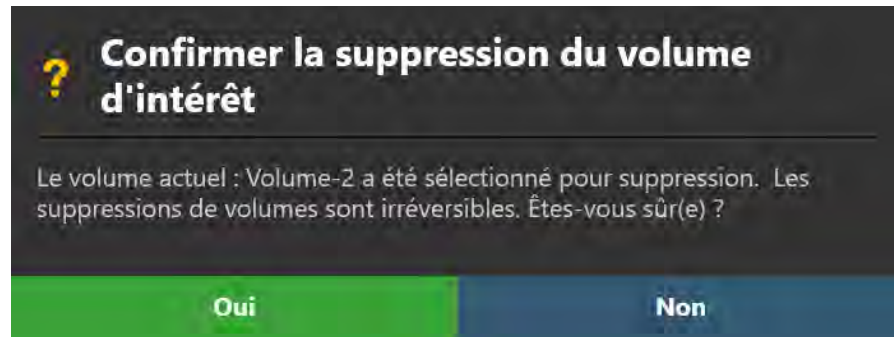 ?
Confirmer la suppression du volume
d'intérêt
Le volume actuel : Volume-2 a été sélectionné pour suppression.  Les
suppressions de volumes sont irréversibles. Êtes-vous sûr(e) ?
Oui
Non